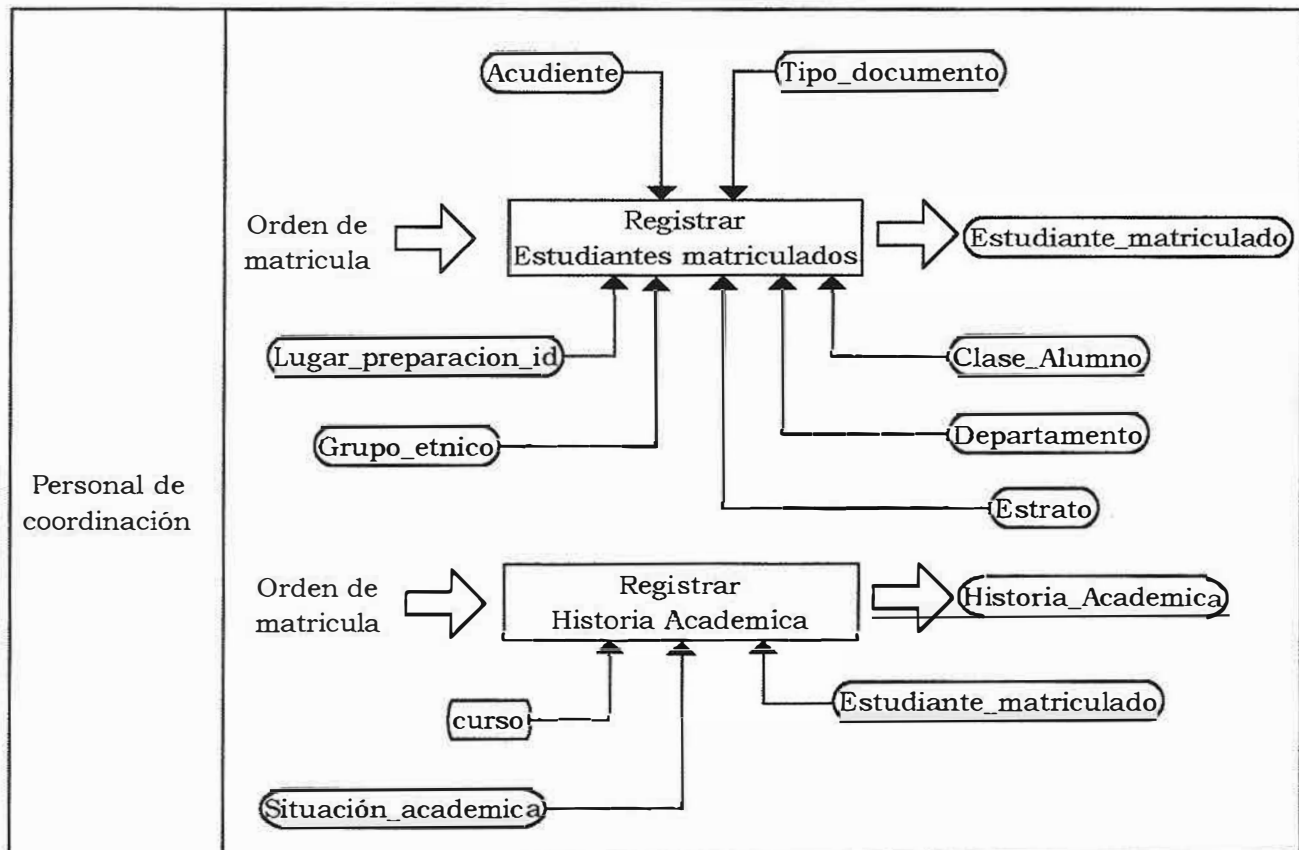 Acudiente
Tipo_documento
Orden de
matricula
Registrar
Estudiantes matriculados
Estudiante_matriculado
Lugar_preparacion_id
Clase_Alumno
Grupo_etnico
Departamento
Estrato
Personal de
coordinación
Orden de
matricula
Registrar
Historia Academica
Historia_Academica
curso
Estudiante_matriculado
Situación_academica